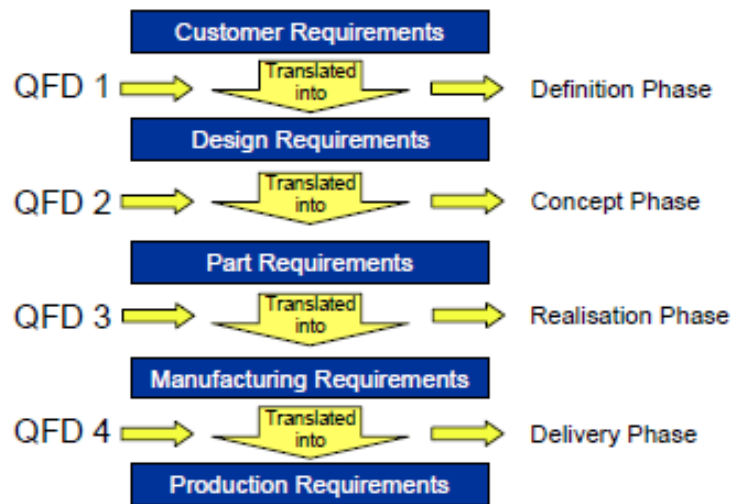 Customer Requirements
QFD 1
Translated
into
Definition Phase
Design Requirements
QFD 2
Translated
into
Concept Phase
Part Requirements
QFD 3
Translated
into
Realisation Phase
Manufacturing Requirements
QFD 4
Translated
into
Delivery Phase
Production Requirements